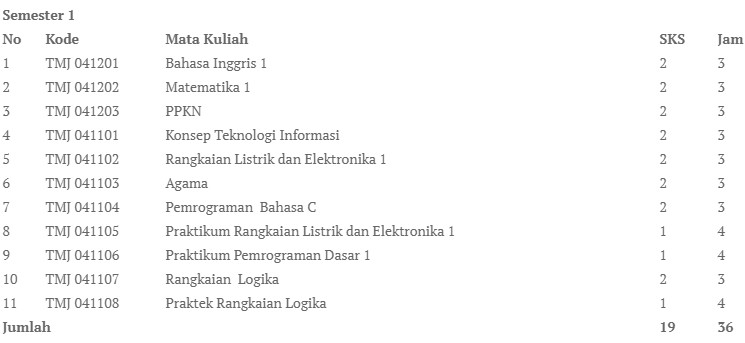 Semester 1
No Kode Mata Kuliah SKS Jam
1 TMJ 041201 Bahasa Inggris 1 2 3
2 TMJ 041202 Matematika 1 2 3
3 TMJ 041203 PPKN 2 3
4 TMJ 041101 Konsep Teknologi Informasi 2 3
5 TMJ 041102 Rangkaian Listrik dan Elektronika 1 2 3
6 TMJ 041103 Agama 2 3
7 TMJ 041104 Pemrograman Bahasa C 2 3
8 TMJ 041105 Praktikum Rangkaian Listrik dan Elektronika 1 1 4
9 TMJ 041106 Praktikum Pemrograman Dasar 1 1 4
10 TMJ 041107 Rangkaian Logika 2 3
11 TMJ 041108 Praktek Rangkaian Logika 1 4
Jumlah 19 36